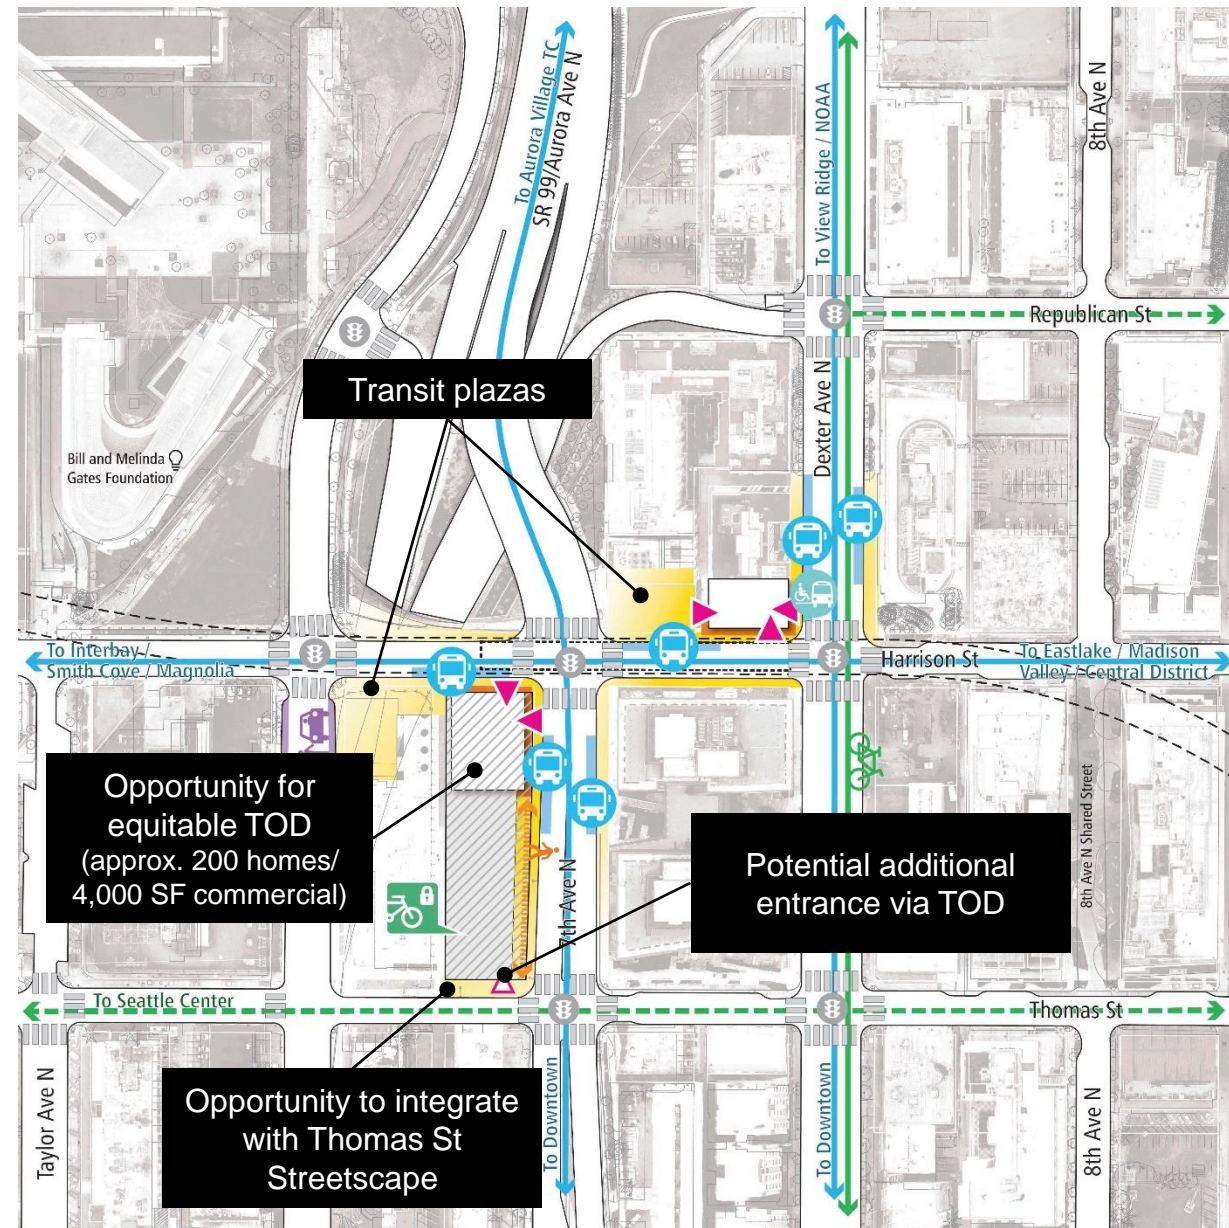 To Aurora Village TC
SR 99/Aurora Ave N
To View Ridge / NOAA
8th Ave N
Republican St
Transit plazas
Dexter Ave N
Bill and Melinda
Gates Foundation
To Interbay /
Smith Cove / Magnolia
Harrison St
To Eastlake / Madison
Valley / Central District
Opportunity for
equitable TOD
(approx. 200 homes/
4,000 SF commercial)
Potential additional
entrance via TOD
8th Ave N Shared Street
7th Ave N
To Seattle Center
Thomas St
Taylor Ave N
Opportunity to integrate
with Thomas St
Streetscape
To Downtown
To Downtown
8th Ave N